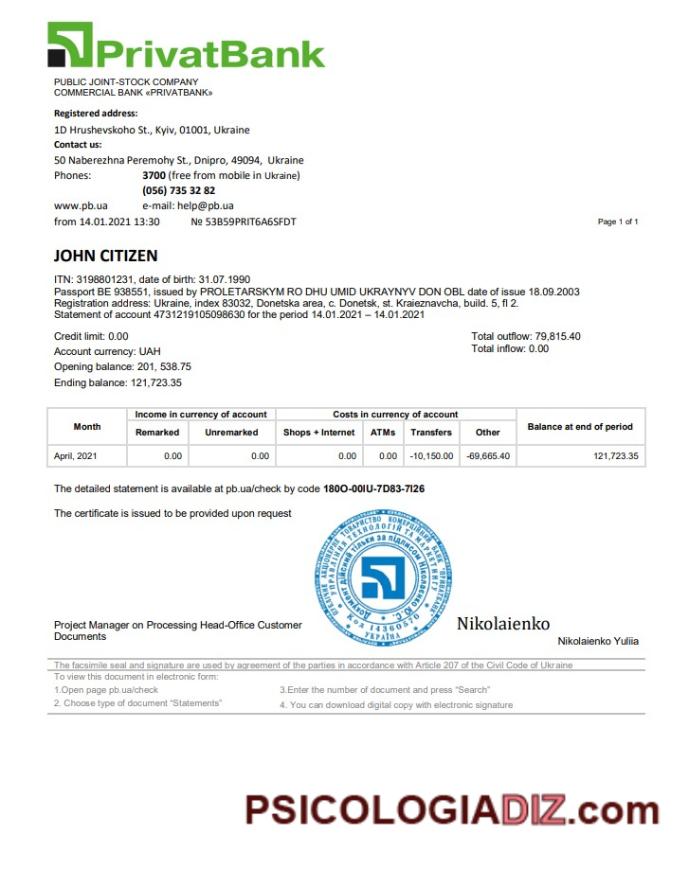 PrivatBank
PUBLIC JOINT-STOCK COMPANY
COMMERCIAL BANK «PRIVATBANK»
Registered address:
1D Hrushevskoho St., Kyiv, 01001, Ukraine
Contact us:
50 Naberezhna Peremohy St., Dnipro, 49094, Ukraine
Phones: 3700 (free from mobile in Ukraine)
(056) 735 32 82
www.pb.ua e-mail: help@pb.ua
from 14.01.2021 13:30 № 53B59PRIT6A6SFDT Page 1 of 1
JOHN CITIZEN
ITN: 3198801231, date of birth: 31.07.1990
Passport BE 938551, issued by PROLETARSKYM RO DHU UMID UKRAYNYV DON OBL date of issue 18.09.2003
Registration address: Ukraine, index 83032, Donetska area, c. Donetsk, st. Kraieznavcha, build. 5, fl 2.
Statement of account 4731219105098630 for the period 14.01.2021 – 14.01.2021
Credit limit: 0.00 Total outflow: 79,815.40
Account currency: UAH Total inflow: 0.00
Opening balance: 201, 538.75
Ending balance: 121,723.35
Month Income in currency of account Costs in currency of account Balance at end of period
Remarked Unremarked Shops + Internet ATMs Transfers Other
April, 2021 0.00 0.00 0.00 0.00 -10,150.00 -69,665.40 121,723.35
The detailed statement is available at pb.ua/check by code 180O-00IU-7D83-7I26
The certificate is issued to be provided upon request
Код 14360570
УКРАЇНА
Project Manager on Processing Head-Office Customer Documents
Nikolaienko
Nikolaienko Yuliia
The facsimile seal and signature are used by agreement of the parties in accordance with Article 207 of the Civil Code of Ukraine
To view this document in electronic form:
1.Open page pb.ua/check 3.Enter the number of document and press “Search”
2. Choose type of document “Statements” 4. You can download digital copy with electronic signature
PSICOLOGIADIZ.com